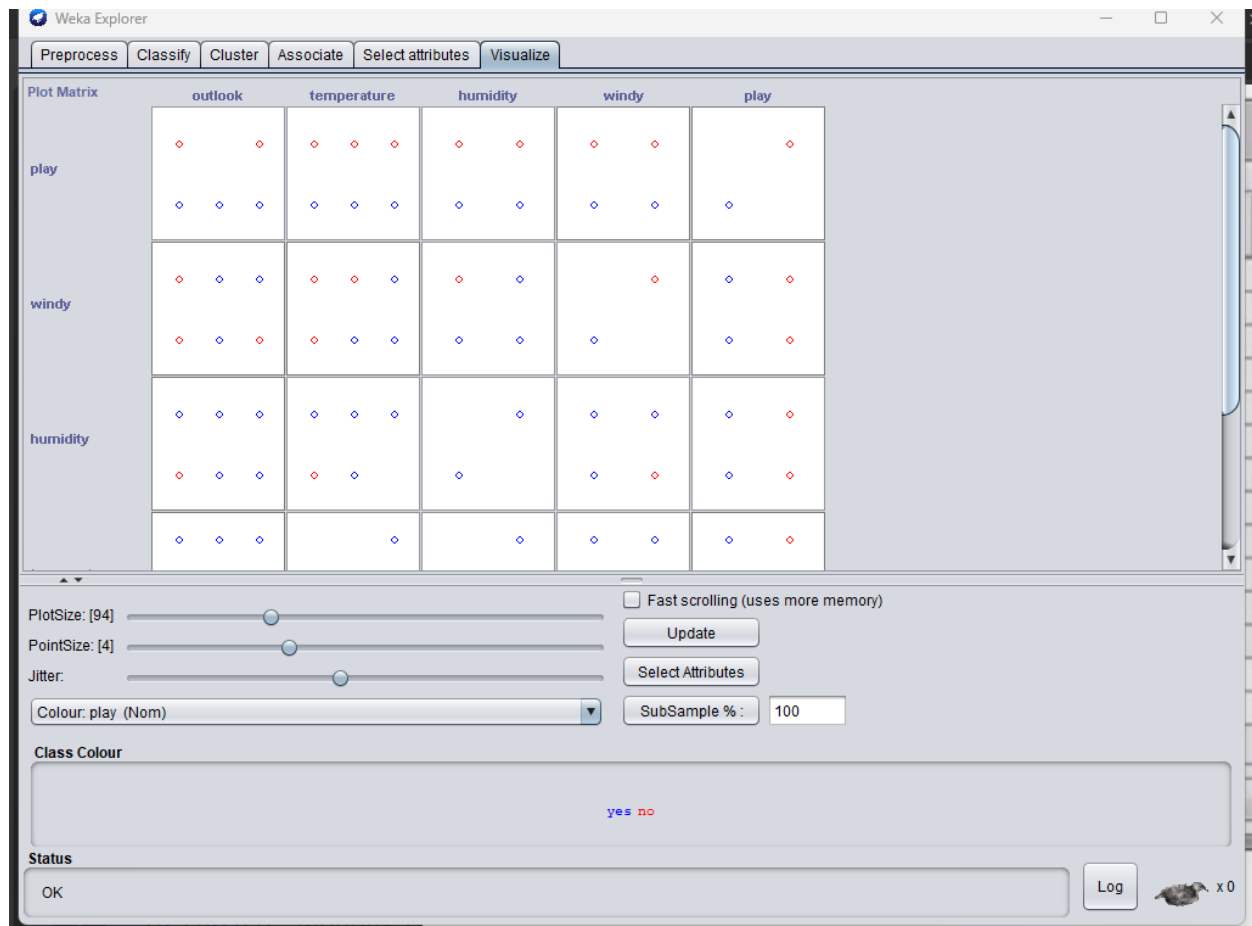 Weka Explorer
Preprocess Classify Cluster Associate Select attributes Visualize
Plot Matrix outlook temperature humidity windy play
play
windy
humidity
PlotSize: [94]
PointSize: [4]
Jitter:
Colour: play (Nom)
Fast scrolling (uses more memory)
Update
Select Attributes
SubSample % : 100
Class Colour
yes no
Status
OK
Log x 0